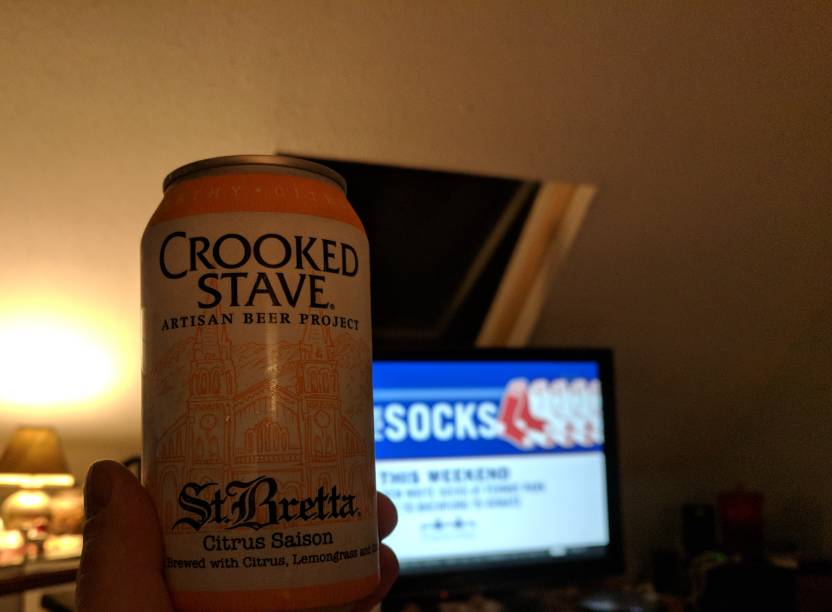 CROOKED
STAVE
ARTISAN BEER PROJECT
St. Bretta
Citrus Saison
Brewed with Citrus, Lemongrass and
SOCKS
THIS WEEKEND